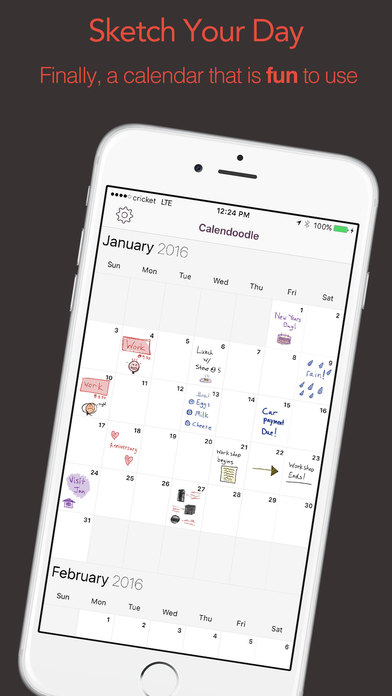 Sketch Your Day
Finally, a calendar that is fun to use
cricket LTE
12:24 PM
100%
Calendoodle
January 2016
Sun Mon Tue Wed Thu Fri Sat
1 2
New Years
Day!
3 4 5 6 7 8 9
Work
Lunch
w/
Steve @ 5
rain!
10 11 12 13 14 15 16
work
Eggs
Milk
Cheese
Car
Payment
Due!
17 18 19 20 21 22 23
Anniversary
Workshop
begins
Workshop
Ends!
24 25 26 27 28 29 30
Visit
Jen
31
February 2016
Sun Mon Tue Wed Thu Fri Sat
1 2 3 4 5 6